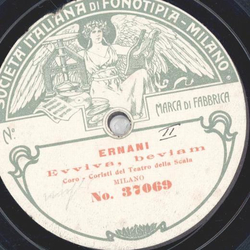 SOCIETÀ ITALIANA DI FONOTIPIA - MILANO
MARCA DI FABBRICA
No
II
ERNANI
Evviva, beviam
Coro - Coristi del Teatro della Scala
MILANO
No. 37069